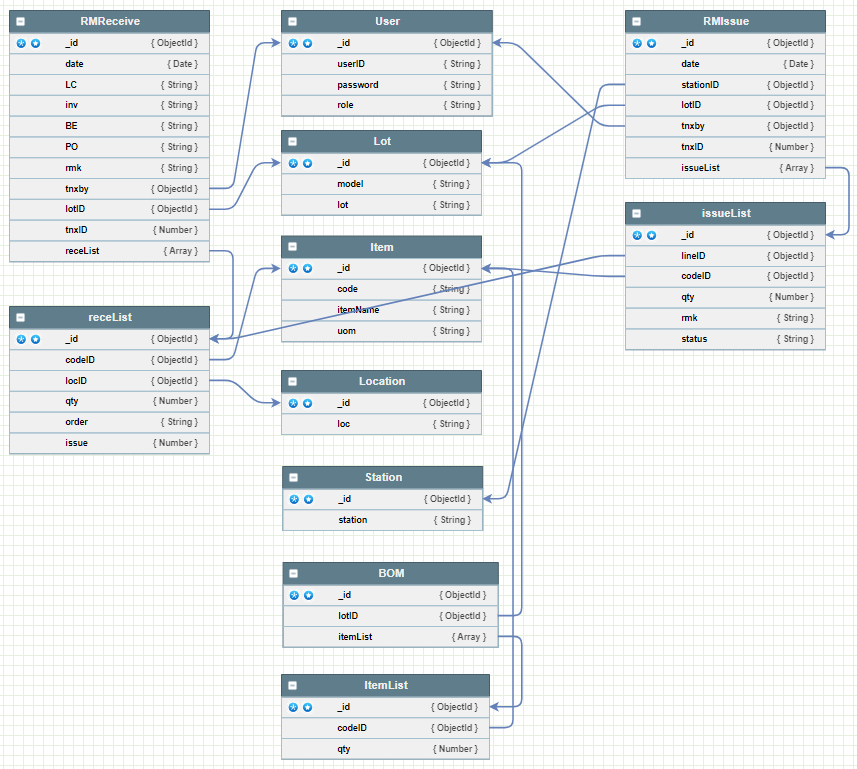 RMReceive
_id { ObjectId }
date { Date }
LC { String }
inv { String }
BE { String }
PO { String }
rmk { String }
tnxby { ObjectId }
lotID { ObjectId }
tnxID { Number }
receList { Array }
receList
_id { ObjectId }
codeID { ObjectId }
locID { ObjectId }
qty { Number }
order { String }
issue { Number }
User
_id { ObjectId }
userID { String }
password { String }
role { String }
Lot
_id { ObjectId }
model { String }
lot { String }
Item
_id { ObjectId }
code { String }
itemName { String }
uom { String }
Location
_id { ObjectId }
loc { String }
Station
_id { ObjectId }
station { String }
BOM
_id { ObjectId }
lotID { ObjectId }
itemList { Array }
ItemList
_id { ObjectId }
codeID { ObjectId }
qty { Number }
RMIssue
_id { ObjectId }
date { Date }
stationID { ObjectId }
lotID { ObjectId }
tnxby { ObjectId }
tnxID { Number }
issueList { Array }
issueList
_id { ObjectId }
lineID { ObjectId }
codeID { ObjectId }
qty { Number }
rmk { String }
status { String }